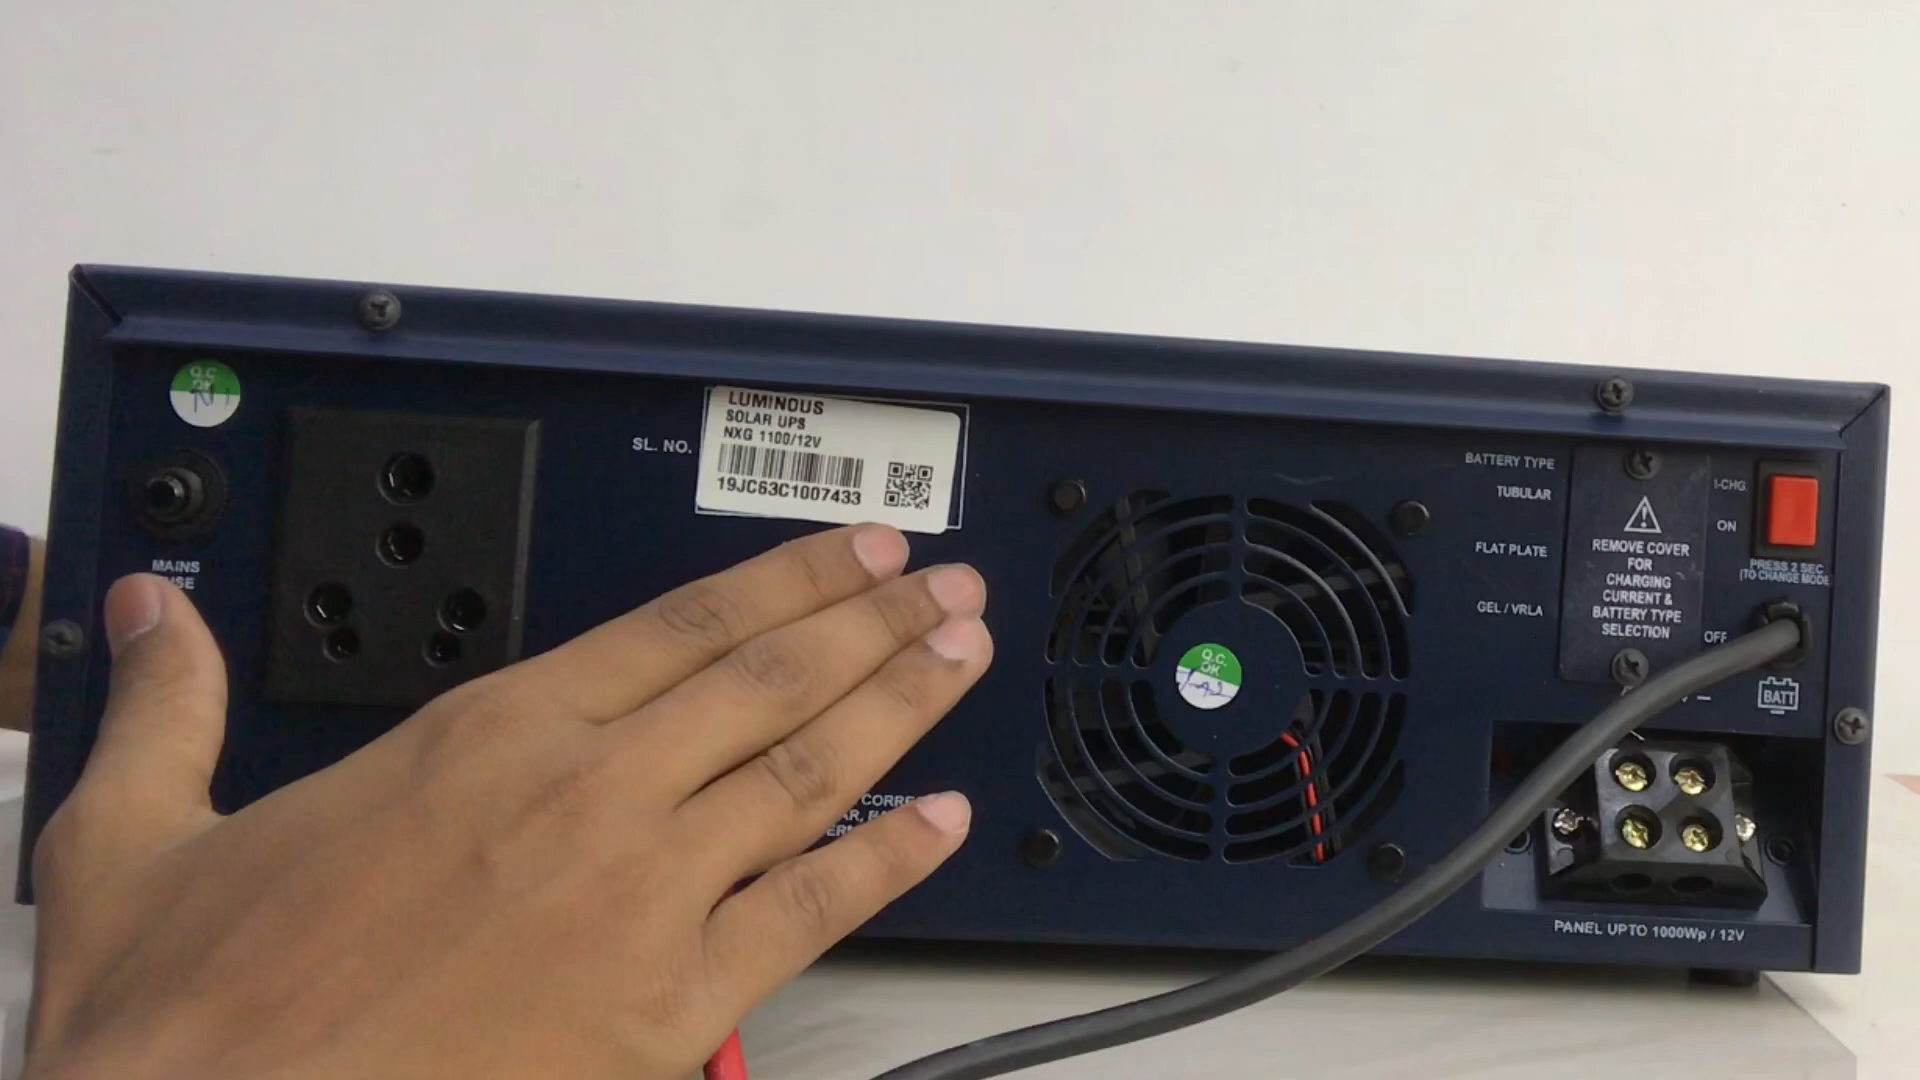 Q.C.
OK
MAINS
SL. NO.
LUMINOUS
SOLAR UPS
NXG 1100/12V
19JC63C1007433
Q.C.
OK
BATTERY TYPE
TUBULAR
FLAT PLATE
GEL / VRLA
REMOVE COVER
FOR
CHARGING
CURRENT &
BATTERY TYPE
SELECTION
I-CHG.
ON
PRESS 2 SEC
TO CHANGE MODE
OFF
BATT
PANEL UPTO 1000Wp / 12V